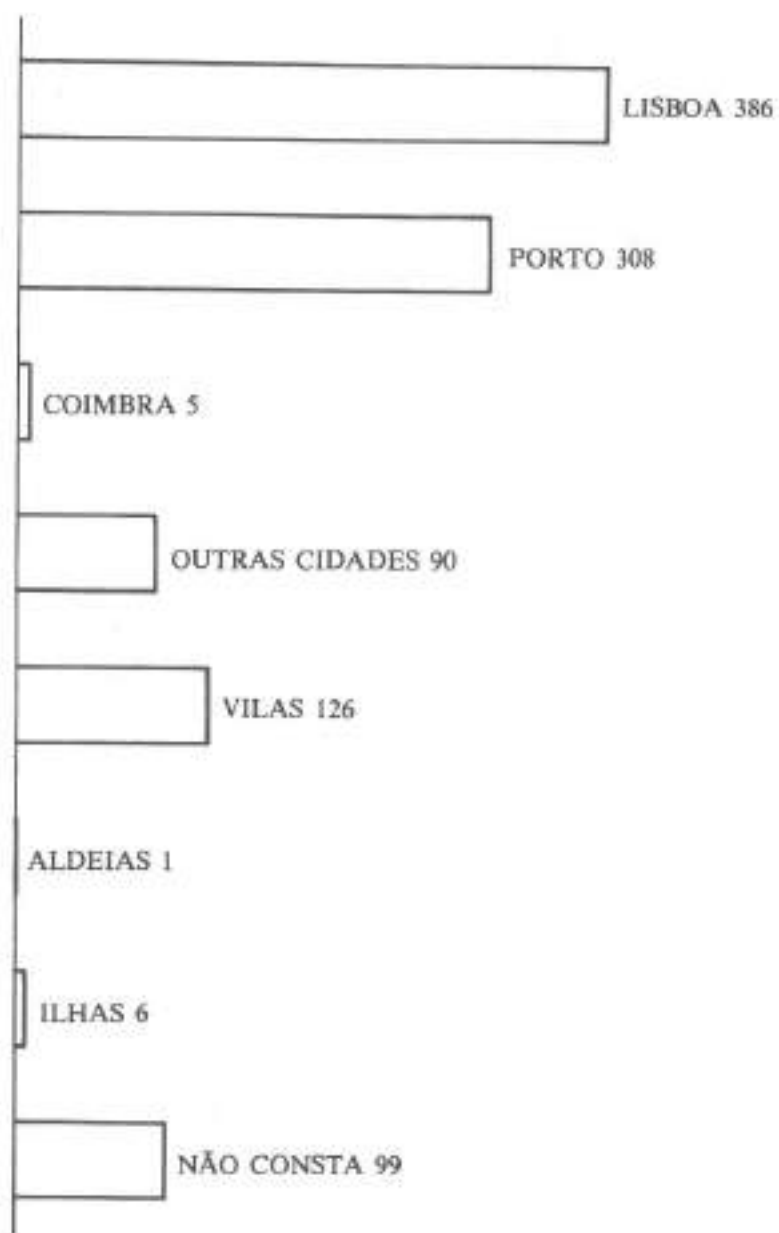 LISBOA 386
PORTO 308
COIMBRA 5
OUTRAS CIDADES 90
VILAS 126
ALDEIAS 1
ILHAS 6
NÃO CONSTA 99